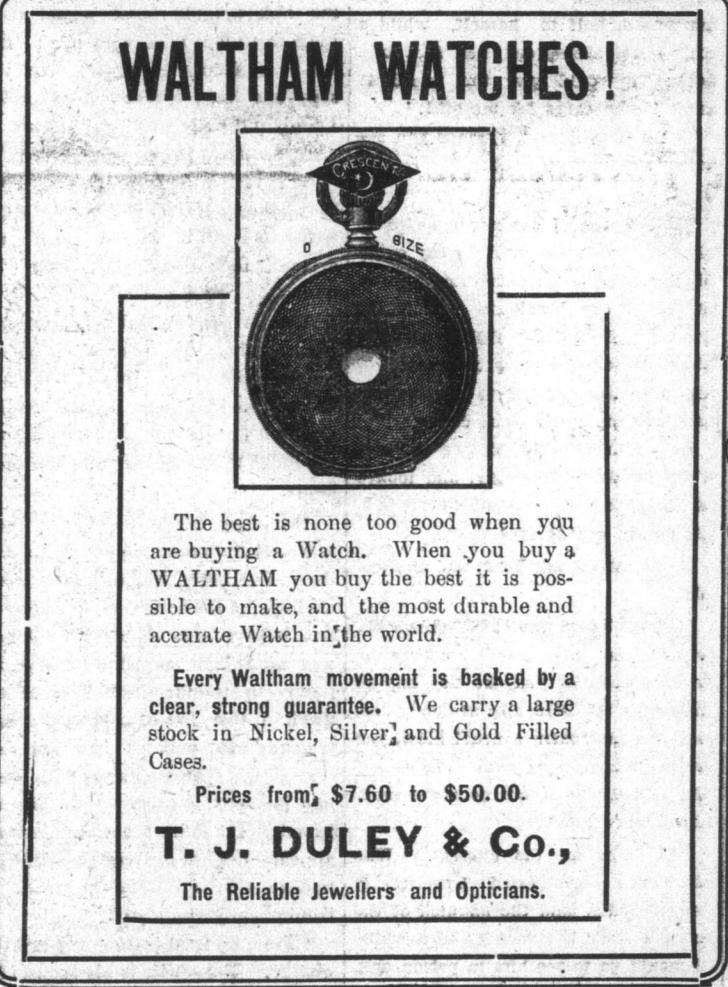 WALTHAM WATCHES!
CRESCENT
0 SIZE
The best is none too good when you
are buying a Watch. When you buy a
WALTHAM you buy the best it is pos-
sible to make, and the most durable and
accurate Watch in the world.
Every Waltham movement is backed by a
clear, strong guarantee. We carry a large
stock in Nickel, Silver, and Gold Filled
Cases.
Prices from $7.60 to $50.00.
T. J. DULEY & Co.,
The Reliable Jewellers and Opticians.